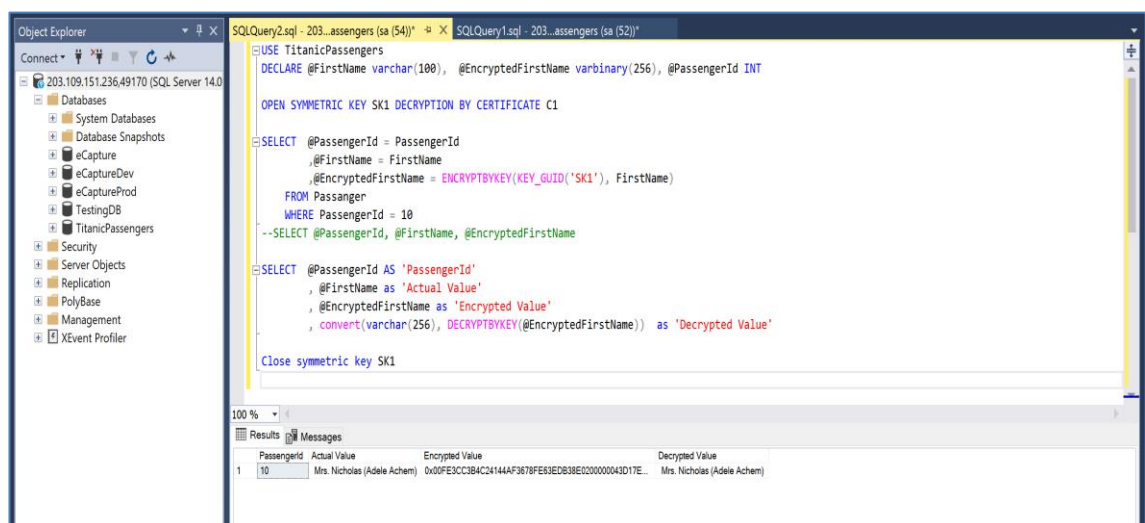 Object Explorer
Connect
203.109.151.236,49170 (SQL Server 14.0
Databases
System Databases
Database Snapshots
eCapture
eCaptureDev
eCaptureProd
TestingDB
TitanicPassengers
Security
Server Objects
Replication
PolyBase
Management
XEvent Profiler
SQLQuery2.sql - 203...assengers (sa (54))* SQLQuery1.sql - 203...assengers (sa (52))*
USE TitanicPassengers
DECLARE @FirstName varchar(100), @EncryptedFirstName varbinary(256), @PassengerId INT
OPEN SYMMETRIC KEY SK1 DECRYPTION BY CERTIFICATE C1
SELECT @PassengerId = PassengerId
,@FirstName = FirstName
,@EncryptedFirstName = ENCRYPTBYKEY(KEY_GUID('SK1'), FirstName)
FROM Passanger
WHERE PassengerId = 10
--SELECT @PassengerId, @FirstName, @EncryptedFirstName
SELECT @PassengerId AS 'PassengerId'
, @FirstName as 'Actual Value'
, @EncryptedFirstName as 'Encrypted Value'
, convert(varchar(256), DECRYPTBYKEY(@EncryptedFirstName)) as 'Decrypted Value'
Close symmetric key SK1
100 %
Results Messages
PassengerId Actual Value Encrypted Value Decrypted Value
1 10 Mrs. Nicholas (Adele Achem) 0x00FE3CC3B4C24144AF3678FE63EDB38E0200000043D17E... Mrs. Nicholas (Adele Achem)